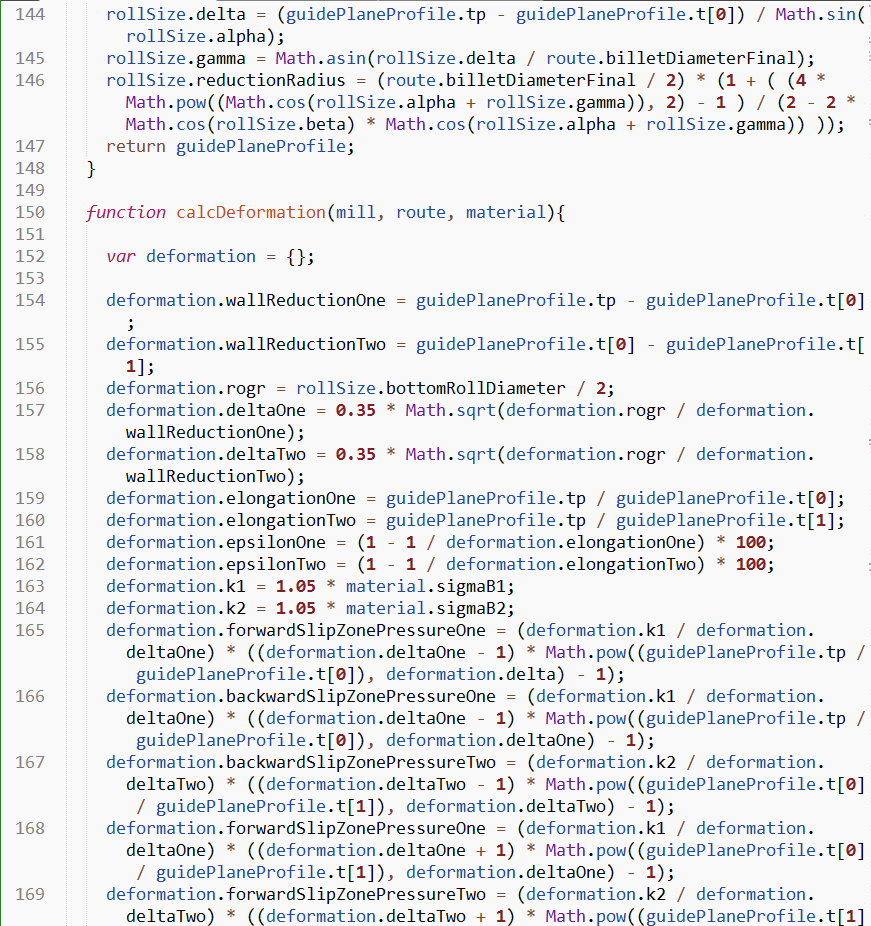 144 rollSize.delta = (guidePlaneProfile.tp - guidePlaneProfile.t[0]) / Math.sin(
rollSize.alpha);
145 rollSize.gamma = Math.asin(rollSize.delta / route.billetDiameterFinal);
146 rollSize.reductionRadius = (route.billetDiameterFinal / 2) * (1 + ( (4 *
Math.pow((Math.cos(rollSize.alpha + rollSize.gamma)), 2) - 1 ) / (2 - 2 *
Math.cos(rollSize.beta) * Math.cos(rollSize.alpha + rollSize.gamma)) ));
147 return guidePlaneProfile;
148 }
149
150 function calcDeformation(mill, route, material){
151
152 var deformation = {};
153
154 deformation.wallReductionOne = guidePlaneProfile.tp - guidePlaneProfile.t[0]
;
155 deformation.wallReductionTwo = guidePlaneProfile.t[0] - guidePlaneProfile.t[
1];
156 deformation.rogr = rollSize.bottomRollDiameter / 2;
157 deformation.deltaOne = 0.35 * Math.sqrt(deformation.rogr / deformation.
wallReductionOne);
158 deformation.deltaTwo = 0.35 * Math.sqrt(deformation.rogr / deformation.
wallReductionTwo);
159 deformation.elongationOne = guidePlaneProfile.tp / guidePlaneProfile.t[0];
160 deformation.elongationTwo = guidePlaneProfile.tp / guidePlaneProfile.t[1];
161 deformation.epsilonOne = (1 - 1 / deformation.elongationOne) * 100;
162 deformation.epsilonTwo = (1 - 1 / deformation.elongationTwo) * 100;
163 deformation.k1 = 1.05 * material.sigmaB1;
164 deformation.k2 = 1.05 * material.sigmaB2;
165 deformation.forwardSlipZonePressureOne = (deformation.k1 / deformation.
deltaOne) * ((deformation.deltaOne - 1) * Math.pow((guidePlaneProfile.tp /
guidePlaneProfile.t[0]), deformation.delta) - 1);
166 deformation.backwardSlipZonePressureOne = (deformation.k1 / deformation.
deltaOne) * ((deformation.deltaOne - 1) * Math.pow((guidePlaneProfile.tp /
guidePlaneProfile.t[0]), deformation.deltaOne) - 1);
167 deformation.backwardSlipZonePressureTwo = (deformation.k2 / deformation.
deltaTwo) * ((deformation.deltaTwo - 1) * Math.pow((guidePlaneProfile.t[0]
/ guidePlaneProfile.t[1]), deformation.deltaTwo) - 1);
168 deformation.forwardSlipZonePressureOne = (deformation.k1 / deformation.
deltaOne) * ((deformation.deltaOne + 1) * Math.pow((guidePlaneProfile.t[0]
/ guidePlaneProfile.t[1]), deformation.deltaOne) - 1);
169 deformation.forwardSlipZonePressureTwo = (deformation.k2 / deformation.
deltaTwo) * ((deformation.deltaTwo + 1) * Math.pow((guidePlaneProfile.t[1]